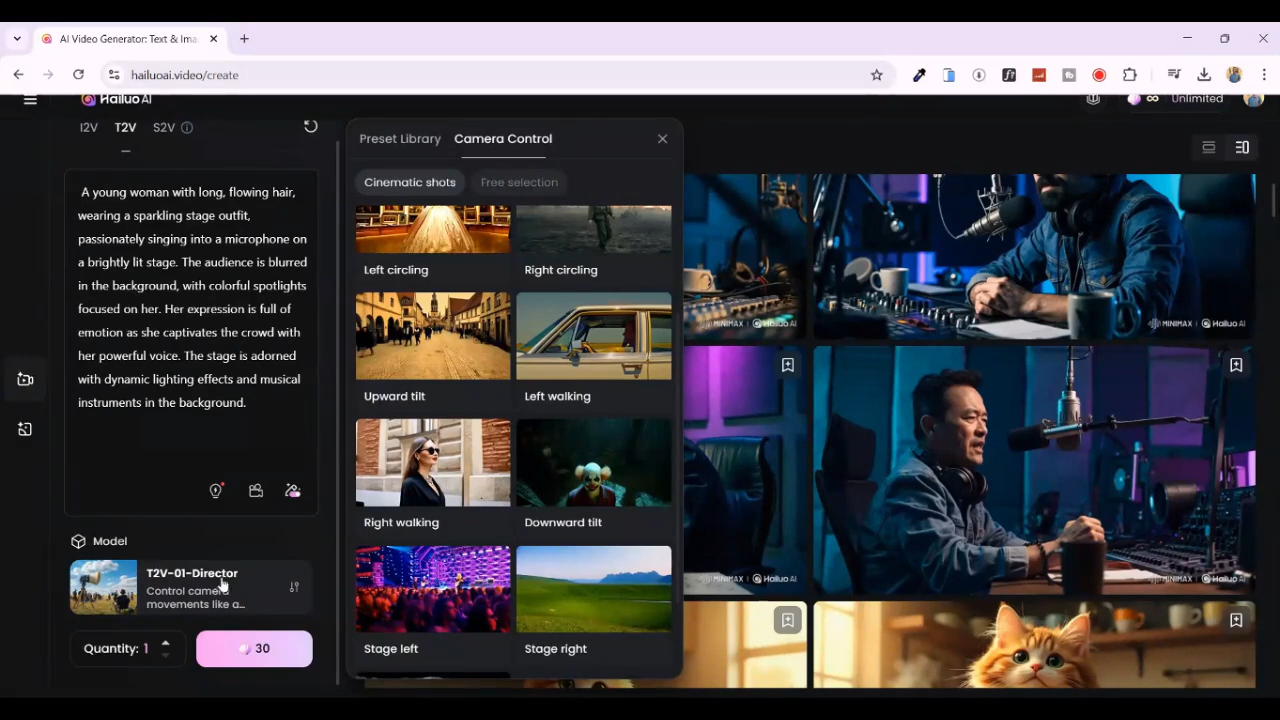 AI Video Generator: Text & Ima
hailuoai.video/create
Hailuo AI
Unlimited
I2V T2V S2V
A young woman with long, flowing hair,
wearing a sparkling stage outfit,
passionately singing into a microphone on
a brightly lit stage. The audience is blurred
in the background, with colorful spotlights
focused on her. Her expression is full of
emotion as she captivates the crowd with
her powerful voice. The stage is adorned
with dynamic lighting effects and musical
instruments in the background.
Model
T2V-01-Director
Control camera
movements like a...
Quantity: 1
30
Preset Library Camera Control
Cinematic shots Free selection
Left circling Right circling
Upward tilt Left walking
Right walking Downward tilt
Stage left Stage right
MINIMAX | Hailuo AI
MINIMAX | Hailuo AI
MINIMAX | Hailuo AI
MINIMAX | Hailuo AI